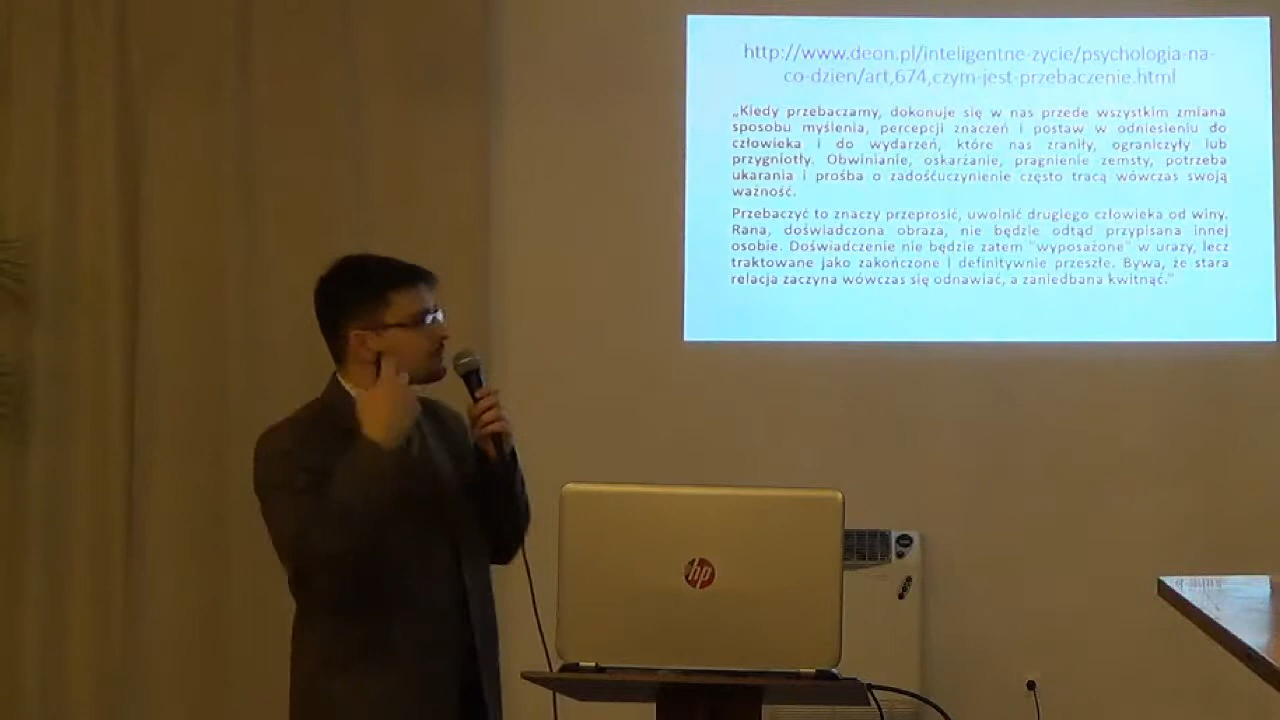 http://www.deon.pl/inteligentne-zycie/psychologia-na-
co-dzien/art,674,czym-jest-przebaczenie.html
„Kiedy przebaczamy, dokonuje się w nas przede wszystkim zmiana
sposobu myślenia, percepcji znaczeń i postaw w odniesieniu do
człowieka i do wydarzeń, które nas zraniły, ograniczyły lub
przygniotły. Obwinianie, oskarżanie, pragnienie zemsty, potrzeba
ukarania i prośba o zadośćuczynienie często tracą wówczas swoją
ważność.
Przebaczyć to znaczy przeprosić, uwolnić drugiego człowieka od winy.
Rana, doświadczona obraza, nie będzie odtąd przypisana innej
osobie. Doświadczenie nie będzie zatem "wyposażone" w urazy, lecz
traktowane jako zakończone i definitywnie przeszłe. Bywa, że stara
relacja zaczyna wówczas się odnawiać, a zaniedbana kwitnąć."
hp